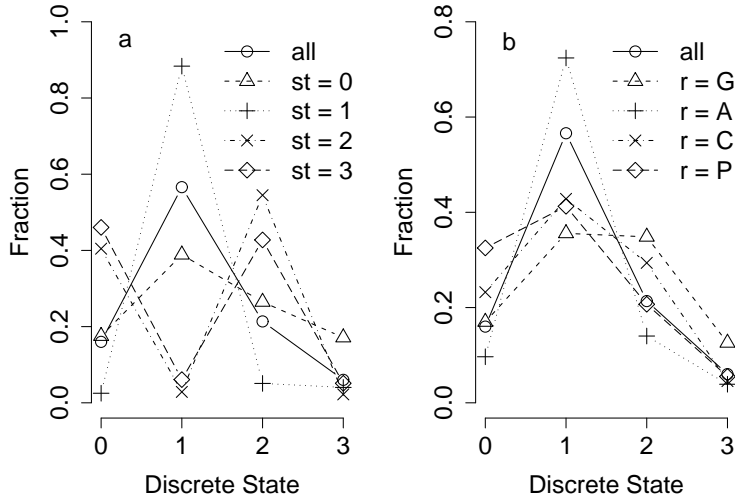 a
all
st = 0
st = 1
st = 2
st = 3
1.0
0.8
0.6
0.4
0.2
0.0
Fraction
0 1 2 3
Discrete State
b
all
r = G
r = A
r = C
r = P
0.8
0.6
0.4
0.2
0.0
Fraction
0 1 2 3
Discrete State